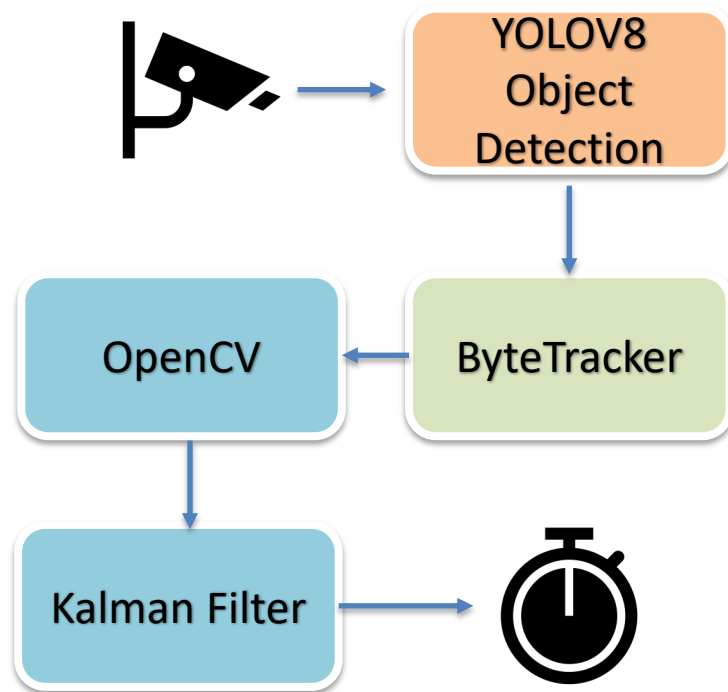 YOLOV8
Object
Detection
OpenCV
ByteTracker
Kalman Filter